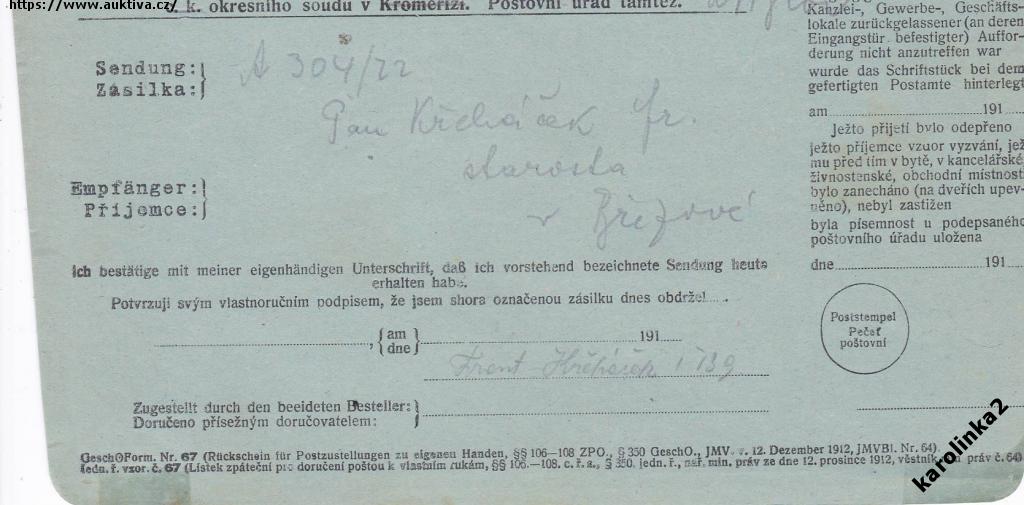 https://www.auktiva.cz/
c. k. okresního soudu v Kroměříži. Poštovní úřad tamtéž.
Sendung:
Zásilka:
A 304/22
Pan Křeháček Fr.
starosta
v Březové
Empfänger:
Příjemce:
Ich bestätige mit meiner eigenhändigen Unterschrift, daß ich vorstehend bezeichnete Sendung heute
erhalten habe.
Potvrzuji svým vlastnoručním podpisem, že jsem shora označenou zásilku dnes obdržel
am
dne
191
Zugestellt durch den beeideten Besteller:
Doručeno přísežným doručovatelem:
GeschOForm. Nr. 67 (Rückschein für Postzustellungen zu eigenen Handen, §§ 106—108 ZPO., § 350 GeschO., JMV. v. 12. Dezember 1912, JMVBl. Nr. 64).
Jedn. ř. vzor. č. 67 (Lístek zpáteční pro doručení poštou k vlastním rukám, §§ 106.—108. c. ř. s., § 350. jedn. ř., nař. min. práv ze dne 12. prosince 1912, věstník práv č. 64)
Kanzlei-, Gewerbe-, Geschäfts-
lokale zurückgelassener (an deren
Eingangstür befestigter) Auffor-
derung nicht anzutreffen war
wurde das Schriftstück bei dem
gefertigten Postamte hinterlegt
am 191
Ježto přijetí bylo odepřeno
ježto příjemce vzuor vyzvání, jež
mu před tím v bytě, v kancelářské
živnostenské, obchodní místnosti
bylo zanecháno (na dveřích upev-
něno), nebyl zastižen
byla písemnost u podepsaného
poštovního úřadu uložena
dne 191
Poststempel
Pečeť
poštovní
karolinka2